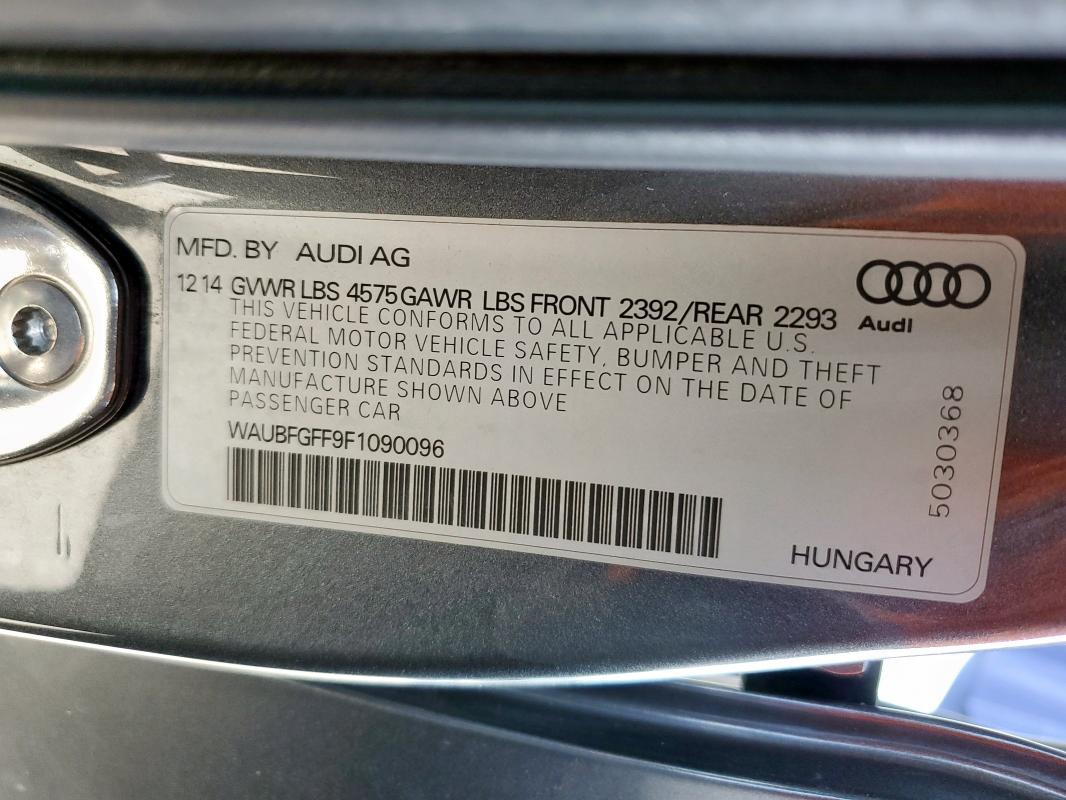 MFD. BY AUDI AG
12 14 GVWR LBS 4575 GAWR LBS FRONT 2392/REAR 2293
THIS VEHICLE CONFORMS TO ALL APPLICABLE U.S.
FEDERAL MOTOR VEHICLE SAFETY, BUMPER AND THEFT
PREVENTION STANDARDS IN EFFECT ON THE DATE OF
MANUFACTURE SHOWN ABOVE
PASSENGER CAR
WAUBFGFF9F1090096
Audi
5030368
HUNGARY